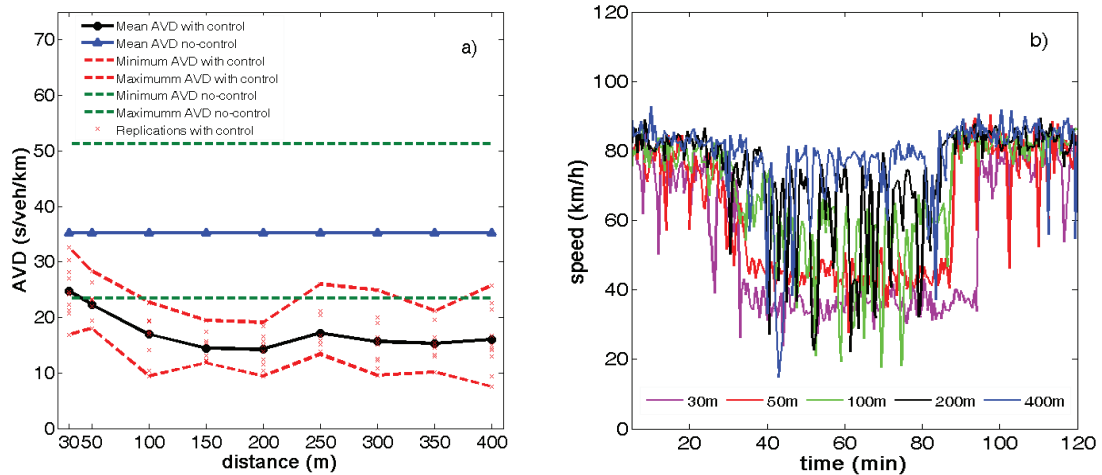 Mean AVD with control
Mean AVD no-control
Minimum AVD with control
Maximumm AVD with control
Minimum AVD no-control
Maximumm AVD no-control
Replications with control
a)
70
60
50
40
30
20
10
0
AVD (s/veh/km)
30 50 100 150 200 250 300 350 400
distance (m)
b)
120
100
80
60
40
20
0
speed (km/h)
30m 50m 100m 200m 400m
20 40 60 80 100 120
time (min)